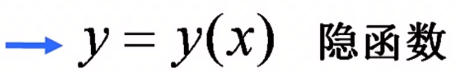 → y = y(x) 隐函数